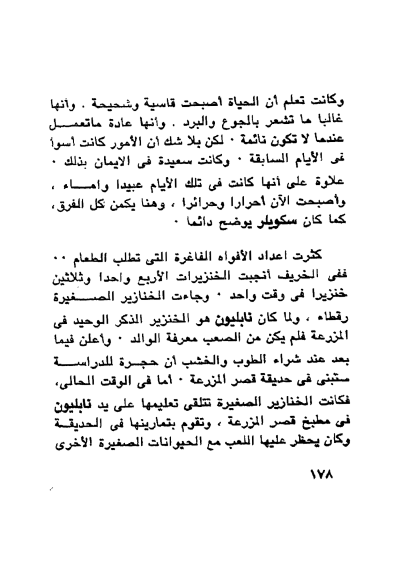 وكانت تعلم أن الحياة أصبحت قاسية وشحيحة . وأنها
غالبا ما تشعر بالجوع والبرد . وأنها عادة ماتعمل
عندما لا تكون نائمة . لكن بلا شك أن الأمور كانت أسوأ
فى الأيام السابقة . وكانت سعيدة فى الايمان بذلك .
علاوة على أنها كانت فى تلك الأيام عبيدا وامساء ،
وأصبحت الآن أحرارا وحرائرا ، وهنا يكمن كل الفرق،
كما كان سكويلر يوضح دائما .
كثرت اعداد الأفواه الفاغرة التى تطلب الطعام ..
ففى الخريف أنجبت الخنزيرات الأربع واحدا وثلاثين
خنزيرا فى وقت واحد . وجاءت الخنازير الصغيرة
رقطاء ، ولما كان نابليون هو الخنزير الذكر الوحيد فى
المزرعة فلم يكن من الصعب معرفة الوالد . وأعلن فيما
بعد عند شراء الطوب والخشب أن حجرة للدراسة
ستبنى فى حديقة قصر المزرعة . أما فى الوقت الحالى،
فكانت الخنازير الصغيرة تتلقى تعليمها على يد نابليون
فى مطبخ قصر المزرعة ، وتقوم بتمارينها فى الحديقة
وكان يحظر عليها اللعب مع الحيوانات الصغيرة الأخرى
١٧٨